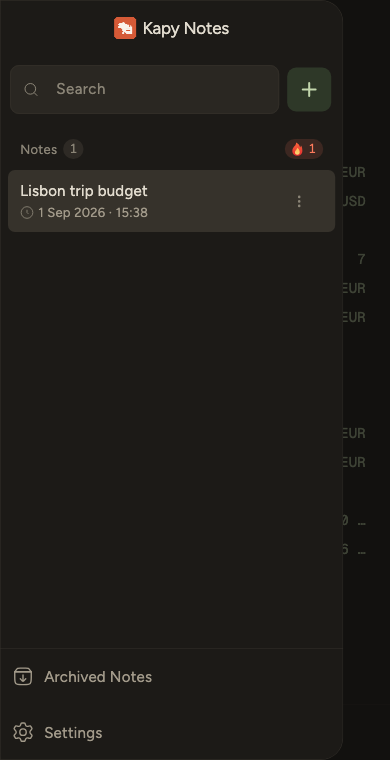 Kapy Notes
Search
Notes 1
1
Lisbon trip budget
1 Sep 2026 · 15:38
EUR
USD
7
EUR
EUR
EUR
EUR
…
6 …
Archived Notes
Settings